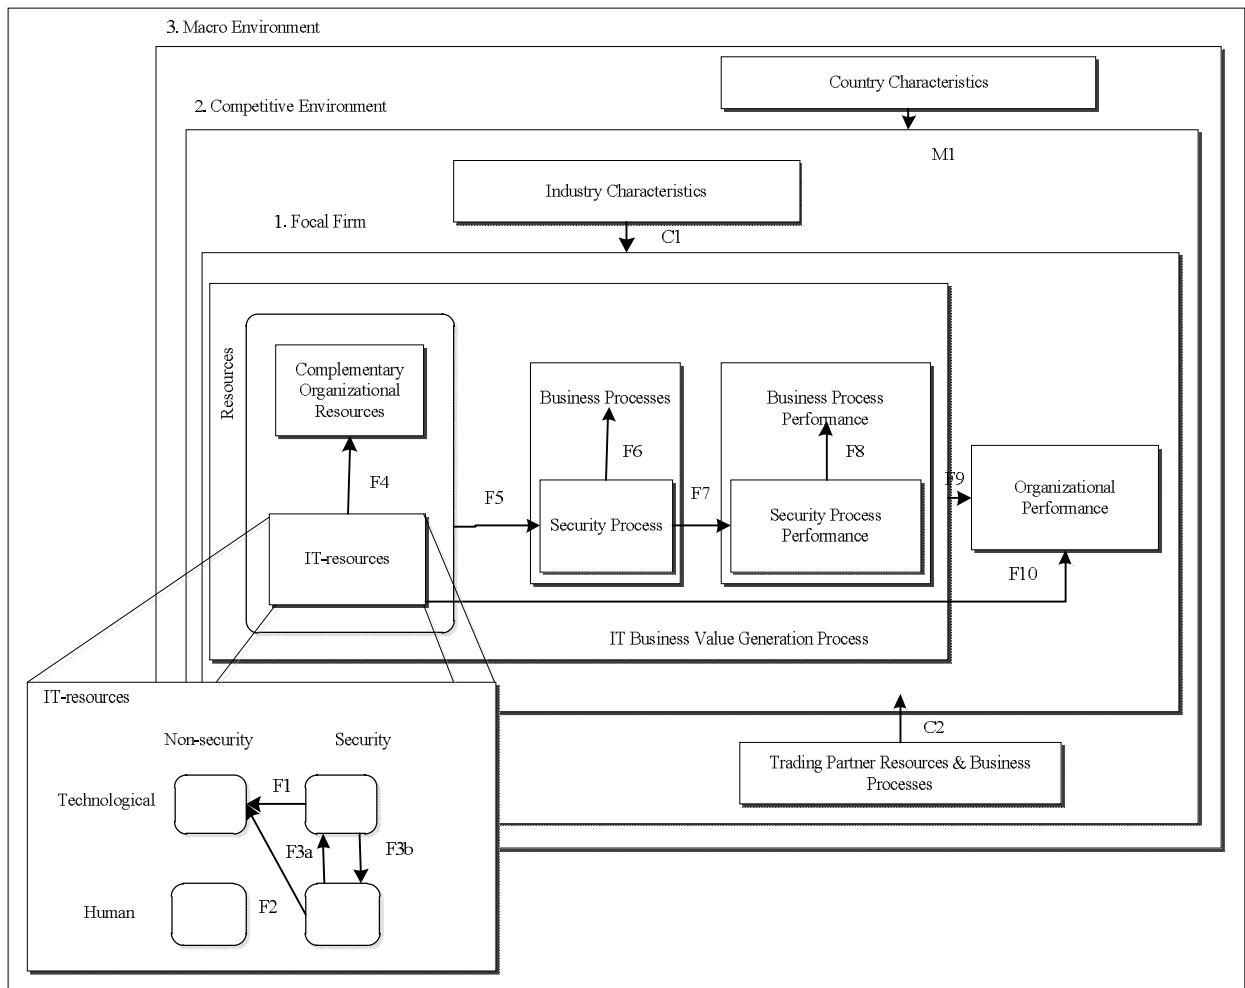 3. Macro Environment
Country Characteristics
2. Competitive Environment
M1
Industry Characteristics
1. Focal Firm
C1
Resources
Complementary
Organizational
Resources
Business Processes
Business Process
Performance
F4
F5
F6
F7
F8
F9
Security Process
Security Process
Performance
Organizational
Performance
IT-resources
F10
IT Business Value Generation Process
C2
Trading Partner Resources & Business
Processes
IT-resources
Non-security
Security
Technological
F1
F3a
F3b
Human
F2